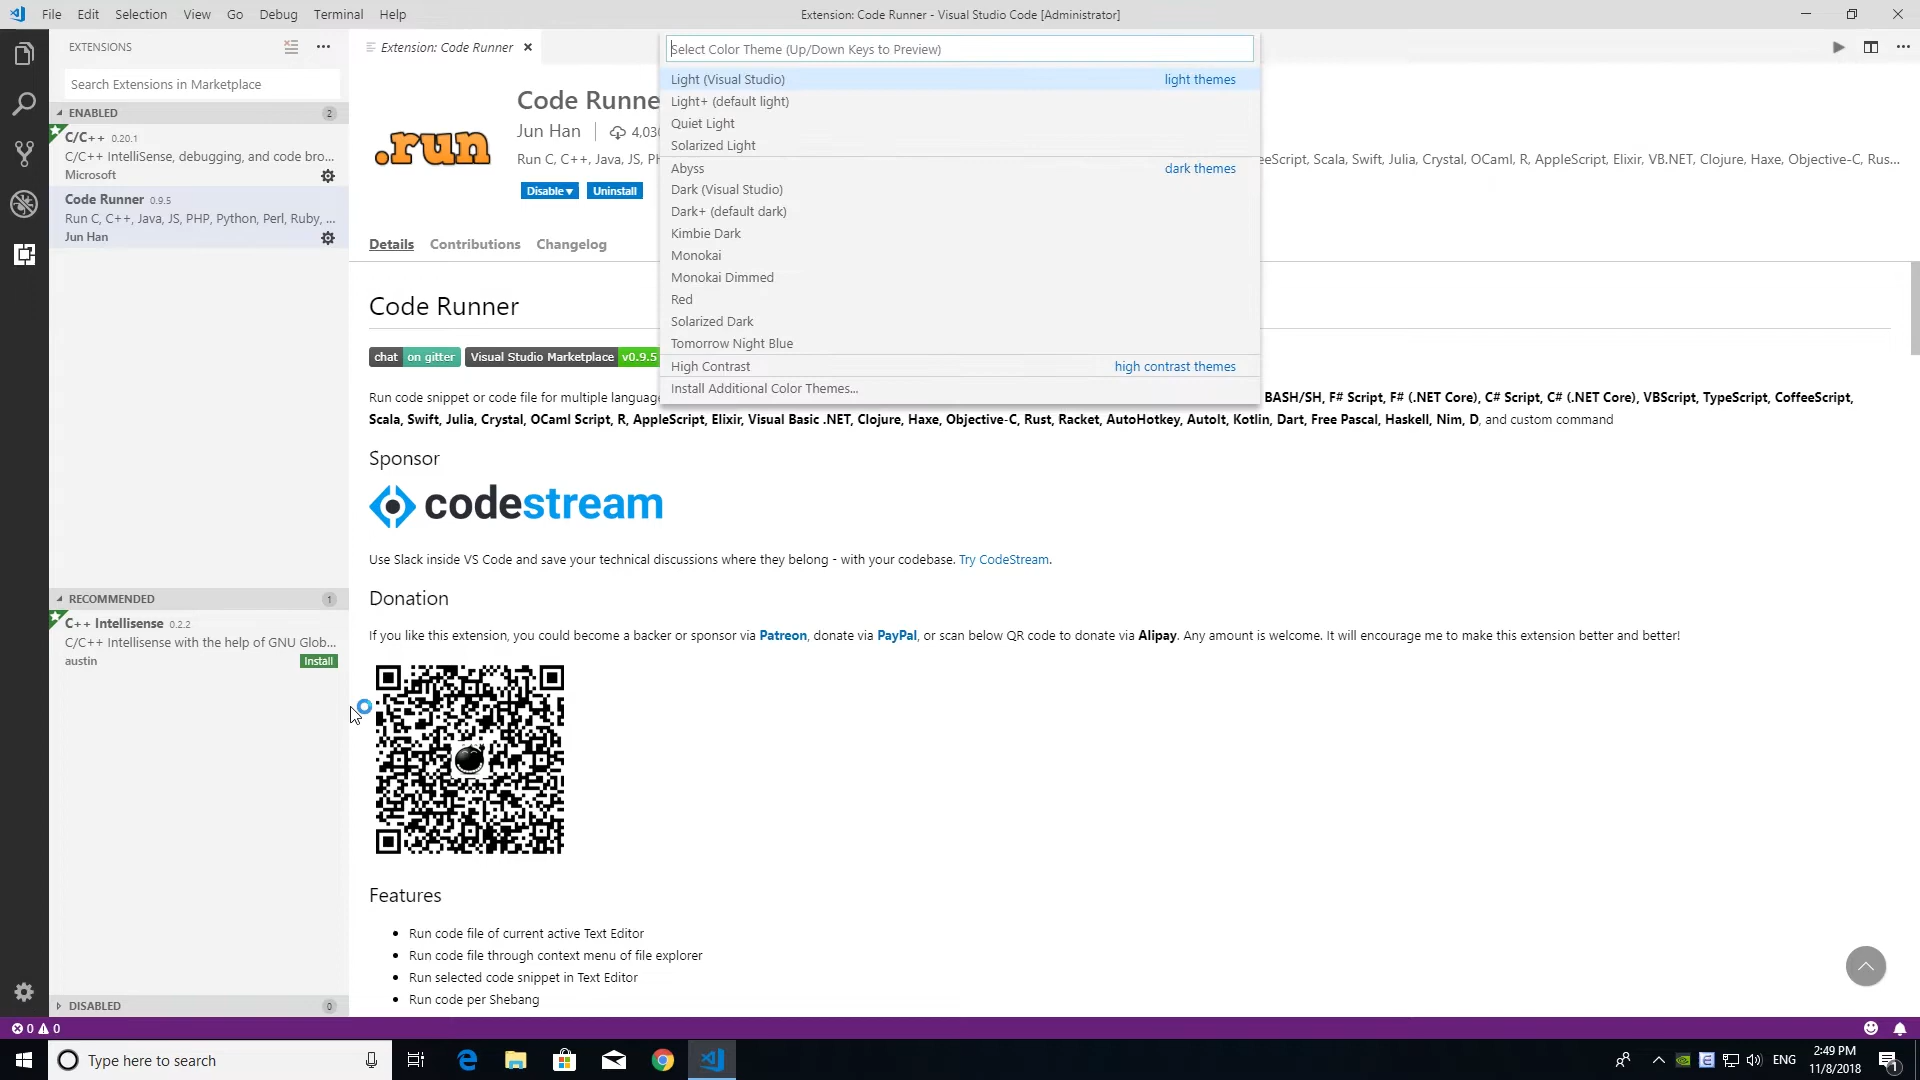 File Edit Selection View Go Debug Terminal Help
Extension: Code Runner - Visual Studio Code [Administrator]
EXTENSIONS
Search Extensions in Marketplace
ENABLED 2
C/C++ 0.20.1
C/C++ IntelliSense, debugging, and code bro...
Microsoft
Code Runner 0.9.5
Run C, C++, Java, JS, PHP, Python, Perl, Ruby, ...
Jun Han
RECOMMENDED 1
C++ Intellisense 0.2.2
C/C++ Intellisense with the help of GNU Glob...
austin Install
DISABLED 0
Extension: Code Runner
Select Color Theme (Up/Down Keys to Preview)
Light (Visual Studio) light themes
Light+ (default light)
Quiet Light
Solarized Light
Abyss dark themes
Dark (Visual Studio)
Dark+ (default dark)
Kimbie Dark
Monokai
Monokai Dimmed
Red
Solarized Dark
Tomorrow Night Blue
High Contrast high contrast themes
Install Additional Color Themes...
.run
Code Runne
Jun Han 4,03
Run C, C++, Java, JS, PH
eeScript, Scala, Swift, Julia, Crystal, OCaml, R, AppleScript, Elixir, VB.NET, Clojure, Haxe, Objective-C, Rus...
Disable Uninstall
Details Contributions Changelog
Code Runner
chat on gitter Visual Studio Marketplace v0.9.5
Run code snippet or code file for multiple languag BASH/SH, F# Script, F# (.NET Core), C# Script, C# (.NET Core), VBScript, TypeScript, CoffeeScript,
Scala, Swift, Julia, Crystal, OCaml Script, R, AppleScript, Elixir, Visual Basic .NET, Clojure, Haxe, Objective-C, Rust, Racket, AutoHotkey, AutoIt, Kotlin, Dart, Free Pascal, Haskell, Nim, D, and custom command
Sponsor
codestream
Use Slack inside VS Code and save your technical discussions where they belong - with your codebase. Try CodeStream.
Donation
If you like this extension, you could become a backer or sponsor via Patreon, donate via PayPal, or scan below QR code to donate via Alipay. Any amount is welcome. It will encourage me to make this extension better and better!
Features
Run code file of current active Text Editor
Run code file through context menu of file explorer
Run selected code snippet in Text Editor
Run code per Shebang
0 0
Type here to search
ENG
2:49 PM
11/8/2018
1